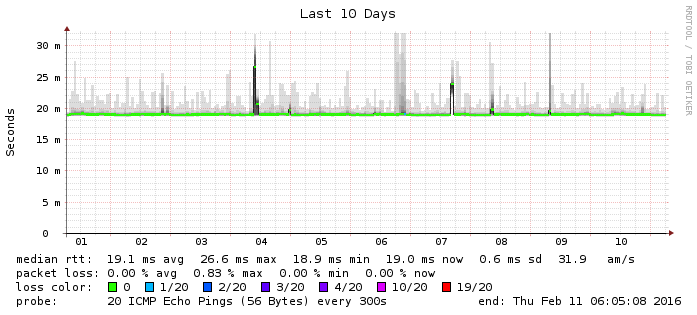 Last 10 Days
RRDTOOL / TOBI OETIKER
Seconds
30 m
25 m
20 m
15 m
10 m
5 m
0
01 02 03 04 05 06 07 08 09 10
median rtt: 19.1 ms avg 26.6 ms max 18.9 ms min 19.0 ms now 0.6 ms sd 31.9 am/s
packet loss: 0.00 % avg 0.83 % max 0.00 % min 0.00 % now
loss color: 0 1/20 2/20 3/20 4/20 10/20 19/20
probe: 20 ICMP Echo Pings (56 Bytes) every 300s end: Thu Feb 11 06:05:08 2016